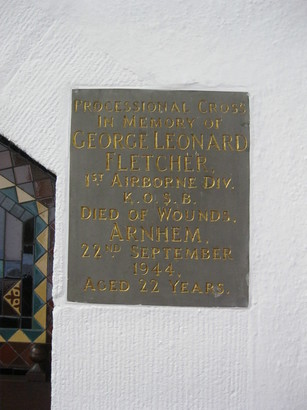 PROCESSIONAL CROSS
IN MEMORY OF
GEORGE LEONARD
FLETCHER.
1ST AIRBORNE DIV.
K.O.S.B.
DIED OF WOUNDS,
ARNHEM,
22ND SEPTEMBER
1944.
AGED 22 YEARS.